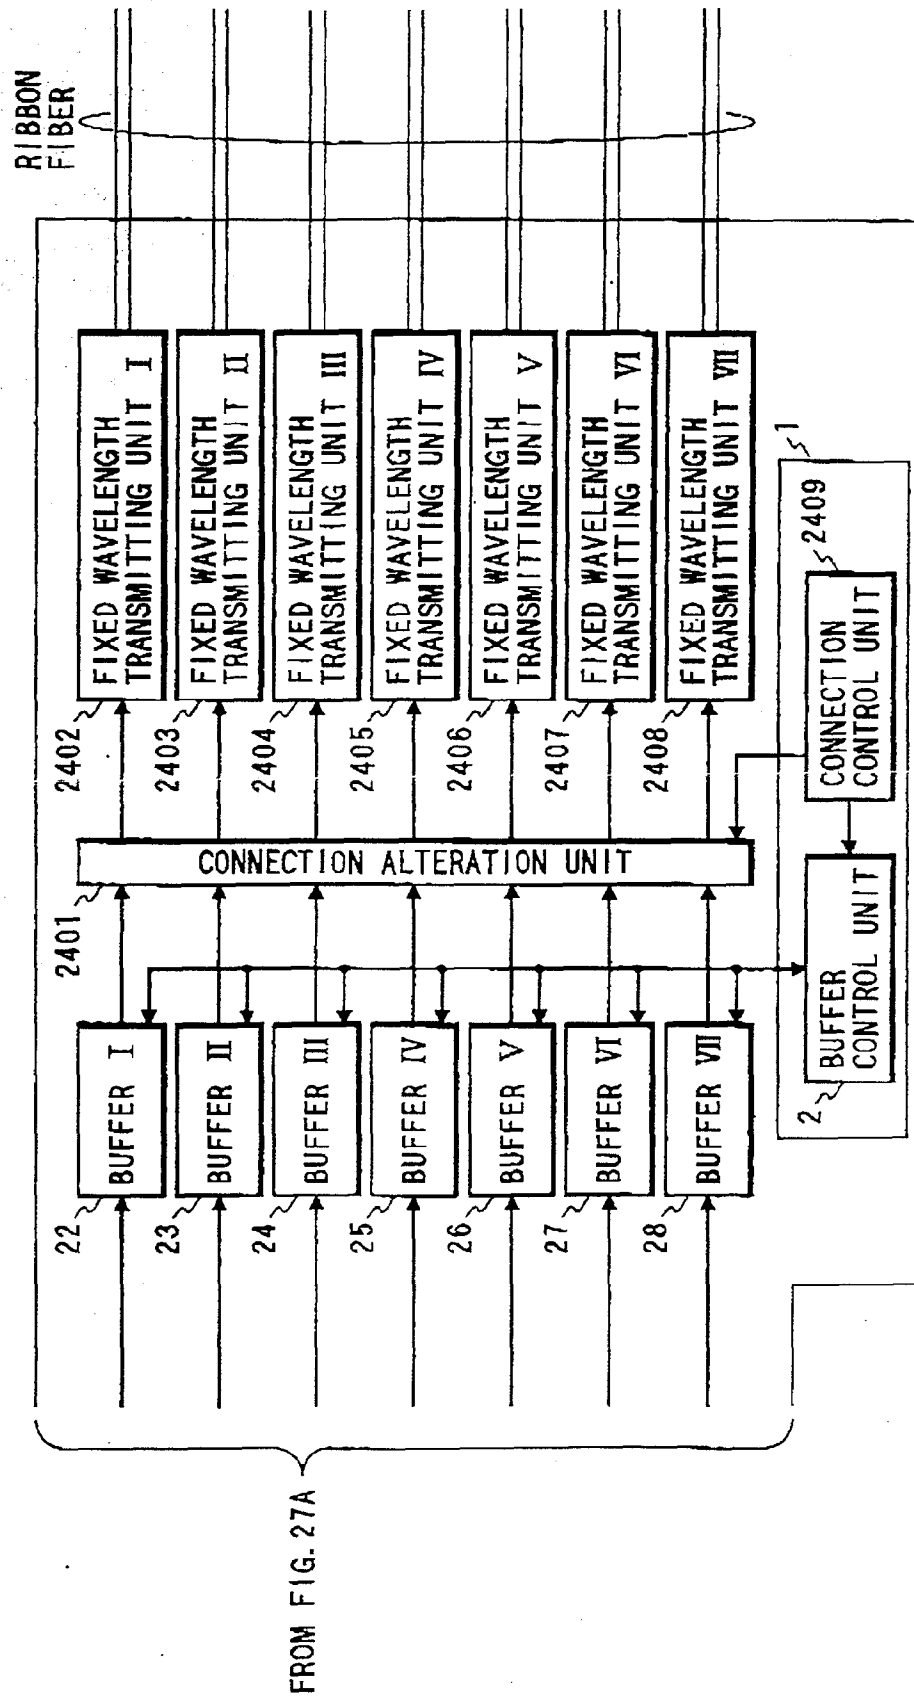 RIBBON
FIBER
FROM FIG. 27A
22
BUFFER I
23
BUFFER II
24
BUFFER III
25
BUFFER IV
26
BUFFER V
27
BUFFER VI
28
BUFFER VII
2401
CONNECTION ALTERATION UNIT
2402
FIXED WAVELENGTH
TRANSMITTING UNIT I
2403
FIXED WAVELENGTH
TRANSMITTING UNIT II
2404
FIXED WAVELENGTH
TRANSMITTING UNIT III
2405
FIXED WAVELENGTH
TRANSMITTING UNIT IV
2406
FIXED WAVELENGTH
TRANSMITTING UNIT V
2407
FIXED WAVELENGTH
TRANSMITTING UNIT VI
2408
FIXED WAVELENGTH
TRANSMITTING UNIT VII
1
2
BUFFER
CONTROL UNIT
2409
CONNECTION
CONTROL UNIT